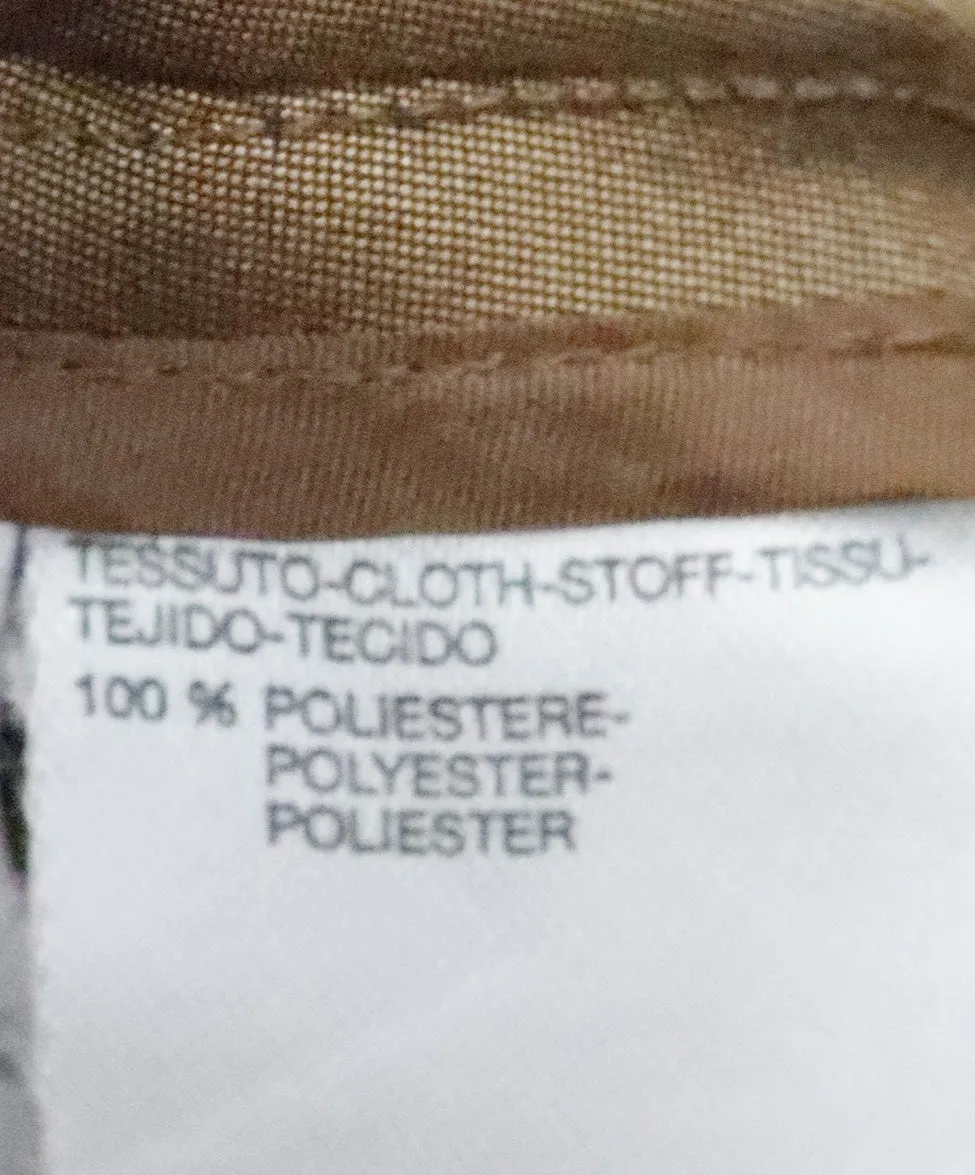 TESSUTO-CLOTH-STOFF-TISSU-
TEJIDO-TECIDO
100 % POLIESTERE-
POLYESTER-
POLIESTER